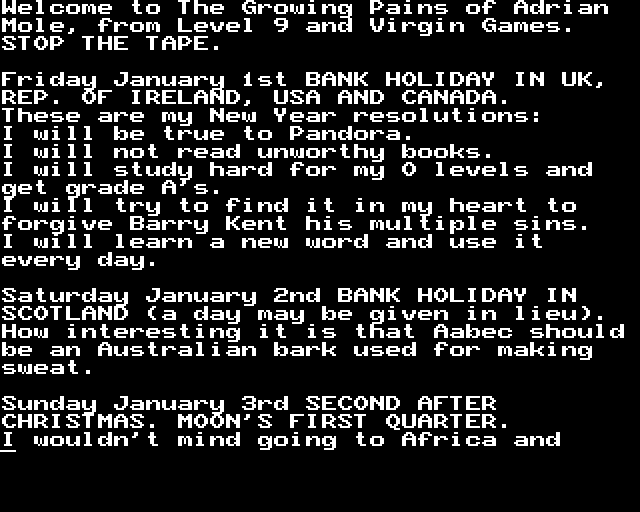 Welcome to The Growing Pains of Adrian
Mole, from Level 9 and Virgin Games.
STOP THE TAPE.
Friday January 1st BANK HOLIDAY IN UK,
REP. OF IRELAND, USA AND CANADA.
These are my New Year resolutions:
I will be true to Pandora.
I will not read unworthy books.
I will study hard for my O levels and
get grade A's.
I will try to find it in my heart to
forgive Barry Kent his multiple sins.
I will learn a new word and use it
every day.
Saturday January 2nd BANK HOLIDAY IN
SCOTLAND (a day may be given in lieu).
How interesting it is that Aabec should
be an Australian bark used for making
sweat.
Sunday January 3rd SECOND AFTER
CHRISTMAS. MOON'S FIRST QUARTER.
I wouldn't mind going to Africa and